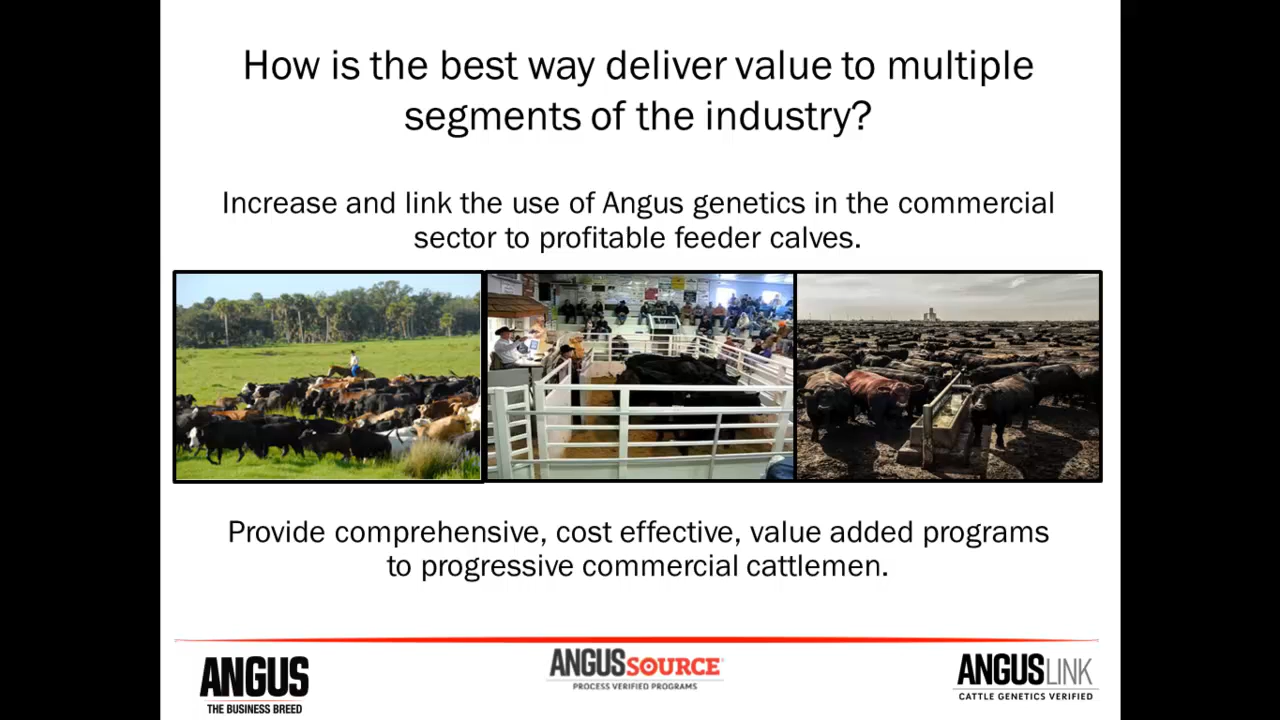 How is the best way deliver value to multiple
segments of the industry?
Increase and link the use of Angus genetics in the commercial
sector to profitable feeder calves.
Provide comprehensive, cost effective, value added programs
to progressive commercial cattlemen.
ANGUS
THE BUSINESS BREED
ANGUSSOURCE
PROCESS VERIFIED PROGRAMS
ANGUSLINK
CATTLE GENETICS VERIFIED